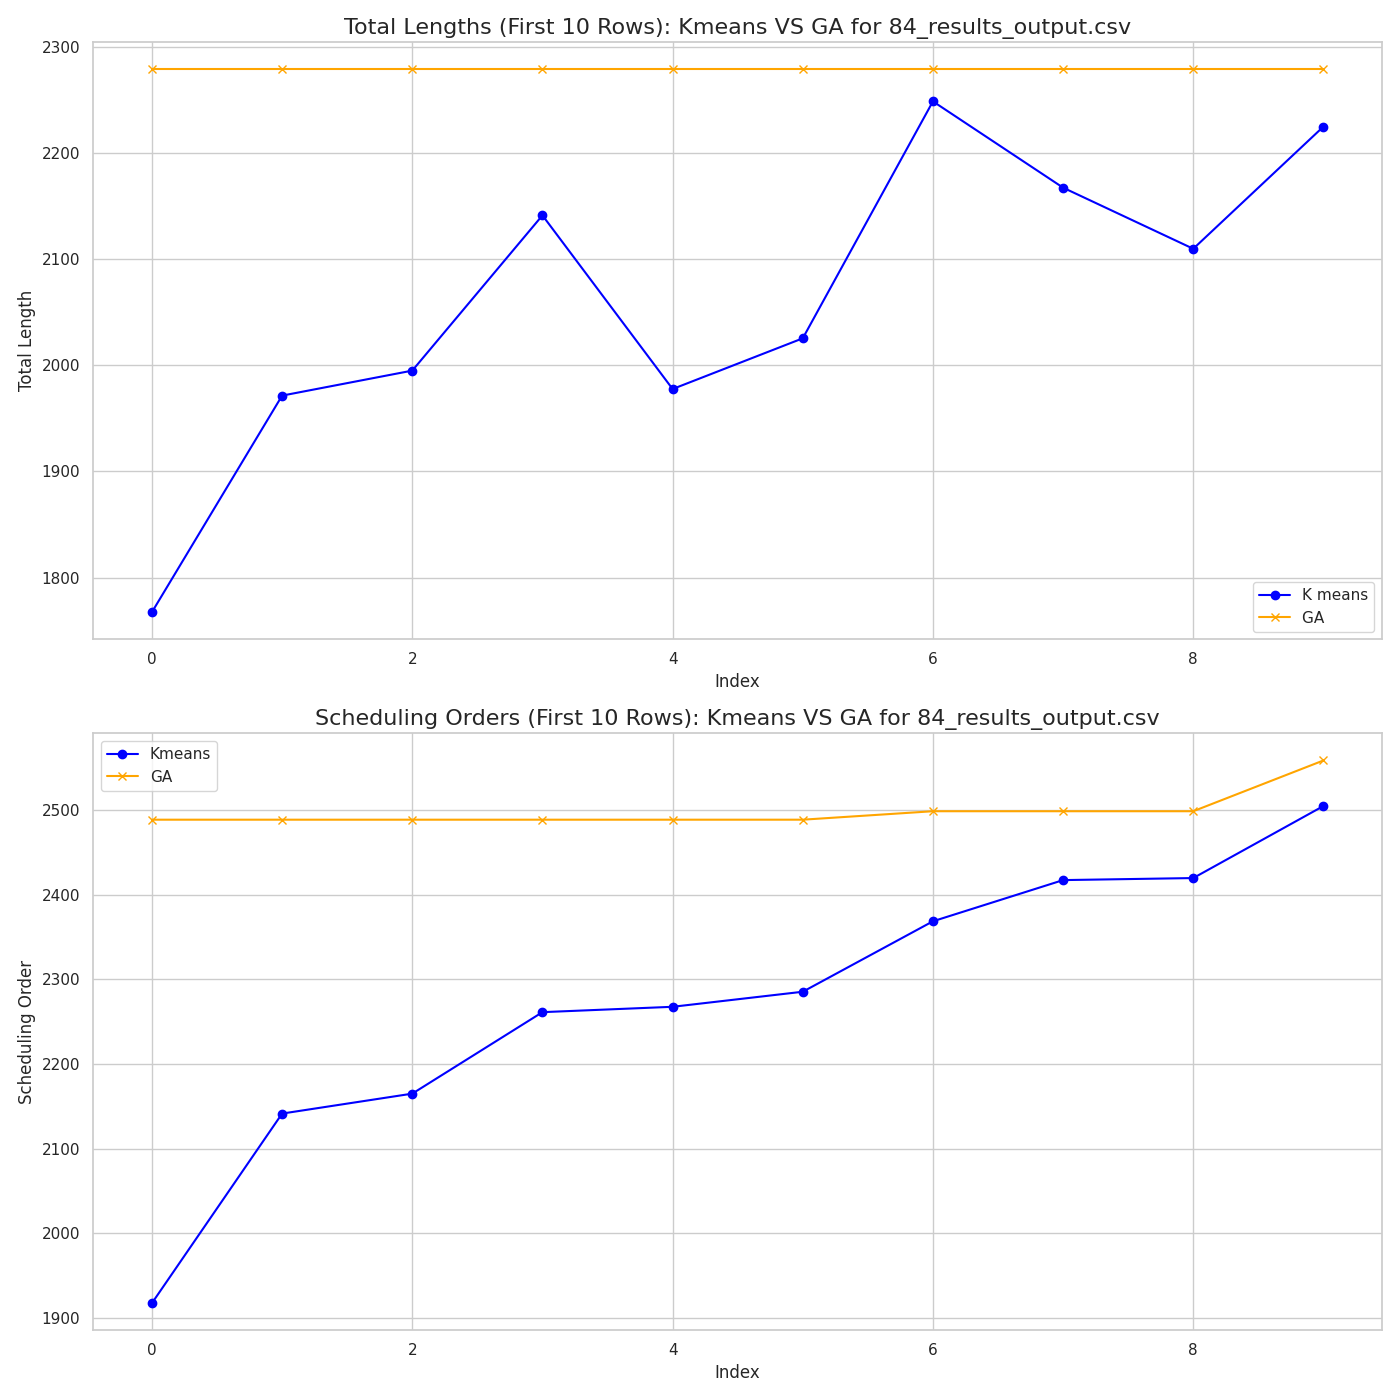 Total Lengths (First 10 Rows): Kmeans VS GA for 84_results_output.csv
2300
2200
2100
2000
1900
1800
Total Length
K means
GA
0 2 4 6 8
Index
Scheduling Orders (First 10 Rows): Kmeans VS GA for 84_results_output.csv
Kmeans
GA
2500
2400
2300
2200
2100
2000
1900
Scheduling Order
0 2 4 6 8
Index